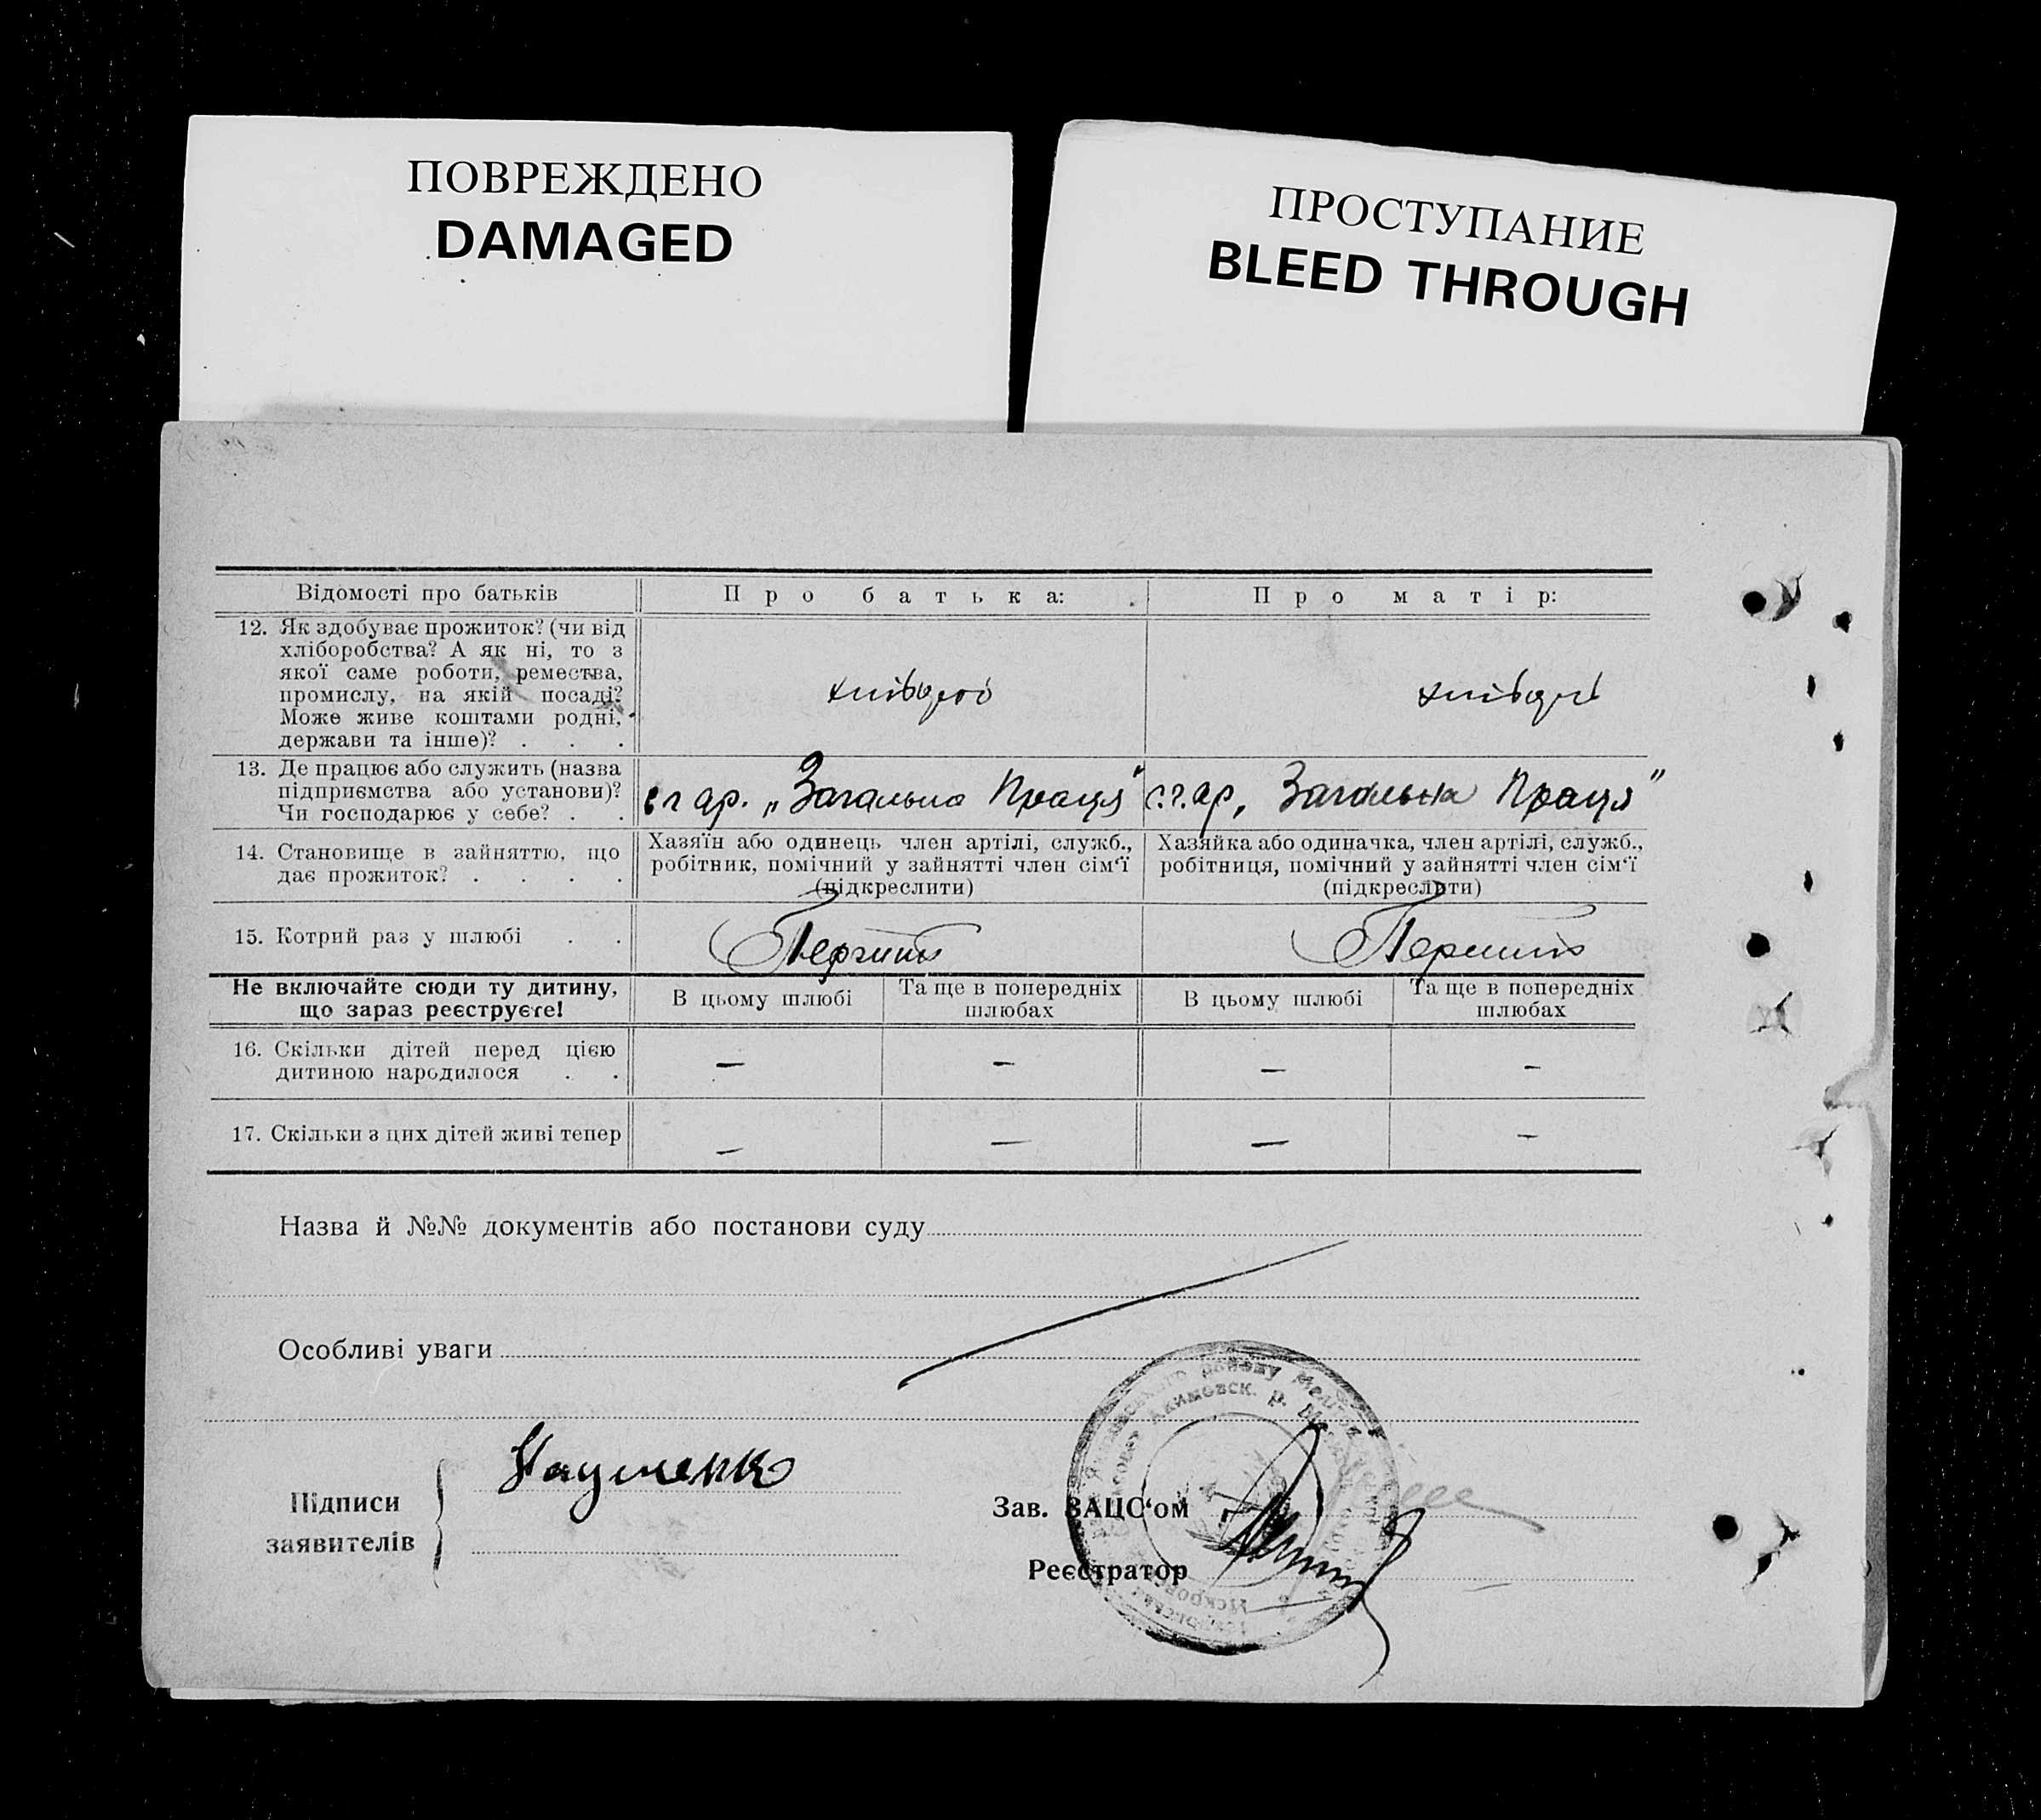 ПОВРЕЖДЕНО
DAMAGED
ПРОСТУПАНИЕ
BLEED THROUGH
Відомості про батьків
Про батька:
Про матір:
12. Як здобуває прожиток? (чи від
хліборобства? А як ні, то з
якої саме роботи, ремества,
промислу, на якій посаді?
Може живе коштами родні,
держави та інше)? . . .
13. Де працює або служить (назва
підприємства або установи)?
Чи господарює у себе? . .
с г ар. „Загальна Праця"
с.г. ар, Загальна Праця"
14. Становище в зайняттю, що
дає прожиток? . . . .
Хазяїн або одинець член артілі, служб.,
робітник, помічний у зайнятті член сім'ї
(підкреслити)
Хазяйка або одиначка, член артілі, служб.,
робітниця, помічний у зайнятті член сім'ї
(підкреслити)
15. Котрий раз у шлюбі . .
Не включайте сюди ту дитину,
що зараз реєструєте!
В цьому шлюбі
Та ще в попередніх
шлюбах
В цьому шлюбі
Та ще в попередніх
шлюбах
16. Скільки дітей перед цією
дитиною народилося . .
— — — —
17. Скільки з цих дітей живі тепер
— — — —
Назва й №№ документів або постанови суду
Особливі уваги
Підписи
заявителів
Зав. ЗАЦС'ом
Реєстратор